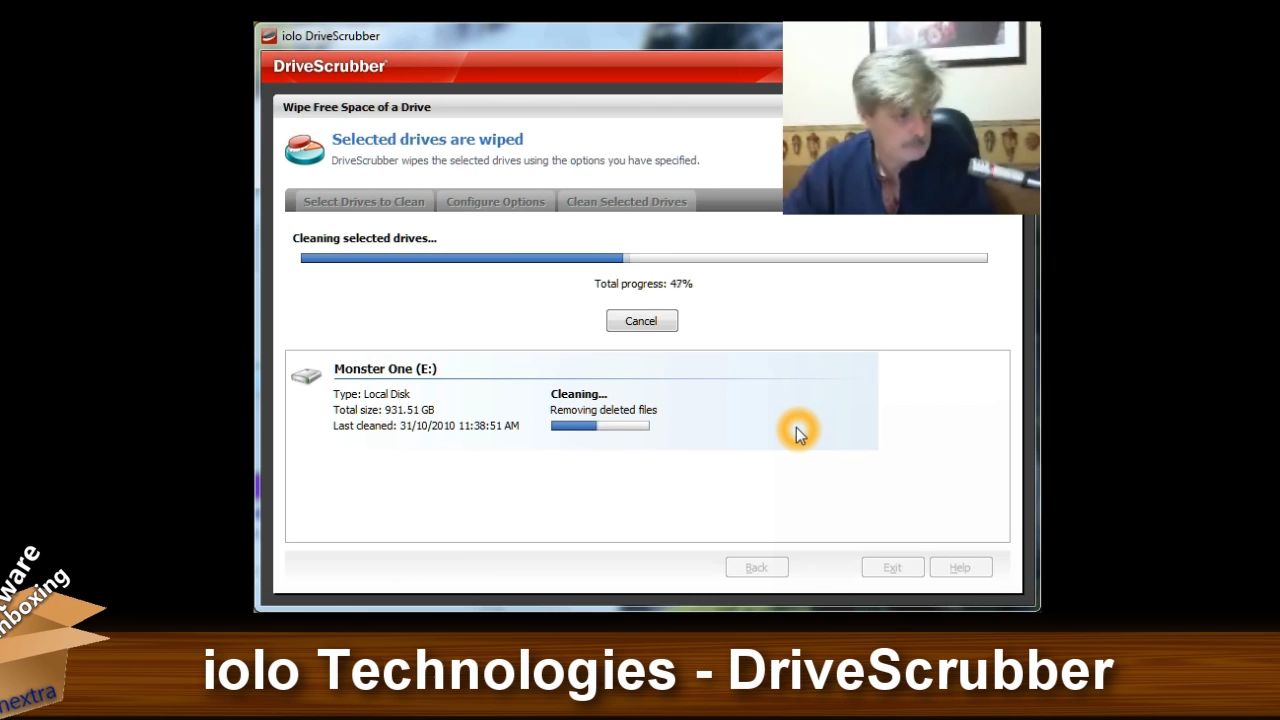 iolo DriveScrubber
DriveScrubber
Wipe Free Space of a Drive
Selected drives are wiped
DriveScrubber wipes the selected drives using the options you have specified.
Select Drives to Clean Configure Options Clean Selected Drives
Cleaning selected drives...
Total progress: 47%
Cancel
Monster One (E:)
Type: Local Disk Cleaning...
Total size: 931.51 GB Removing deleted files
Last cleaned: 31/10/2010 11:38:51 AM
Back Exit Help
iolo Technologies - DriveScrubber